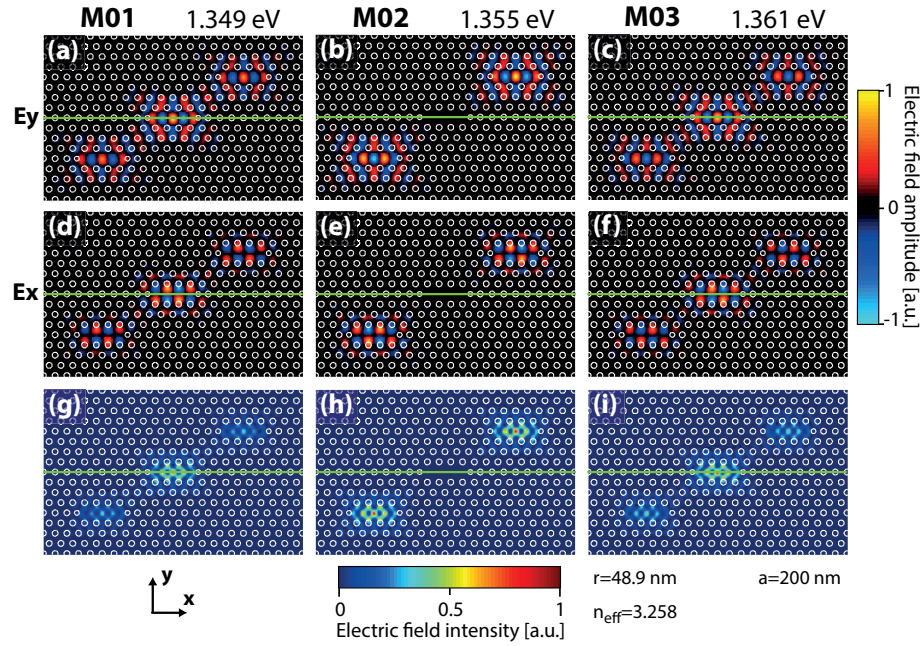 M01 1.349 eV M02 1.355 eV M03 1.361 eV
(a) (b) (c)
Ey
(d) (e) (f)
Ex
(g) (h) (i)
1
0
-1
Electric field amplitude [a.u.]
y
x
0 0.5 1
Electric field intensity [a.u.]
r=48.9 nm a=200 nm
neff=3.258